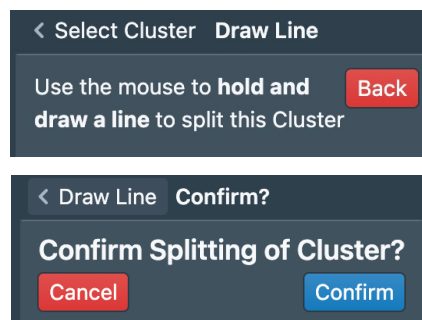 < Select Cluster Draw Line
Use the mouse to hold and Back
draw a line to split this Cluster
< Draw Line Confirm?
Confirm Splitting of Cluster?
Cancel Confirm